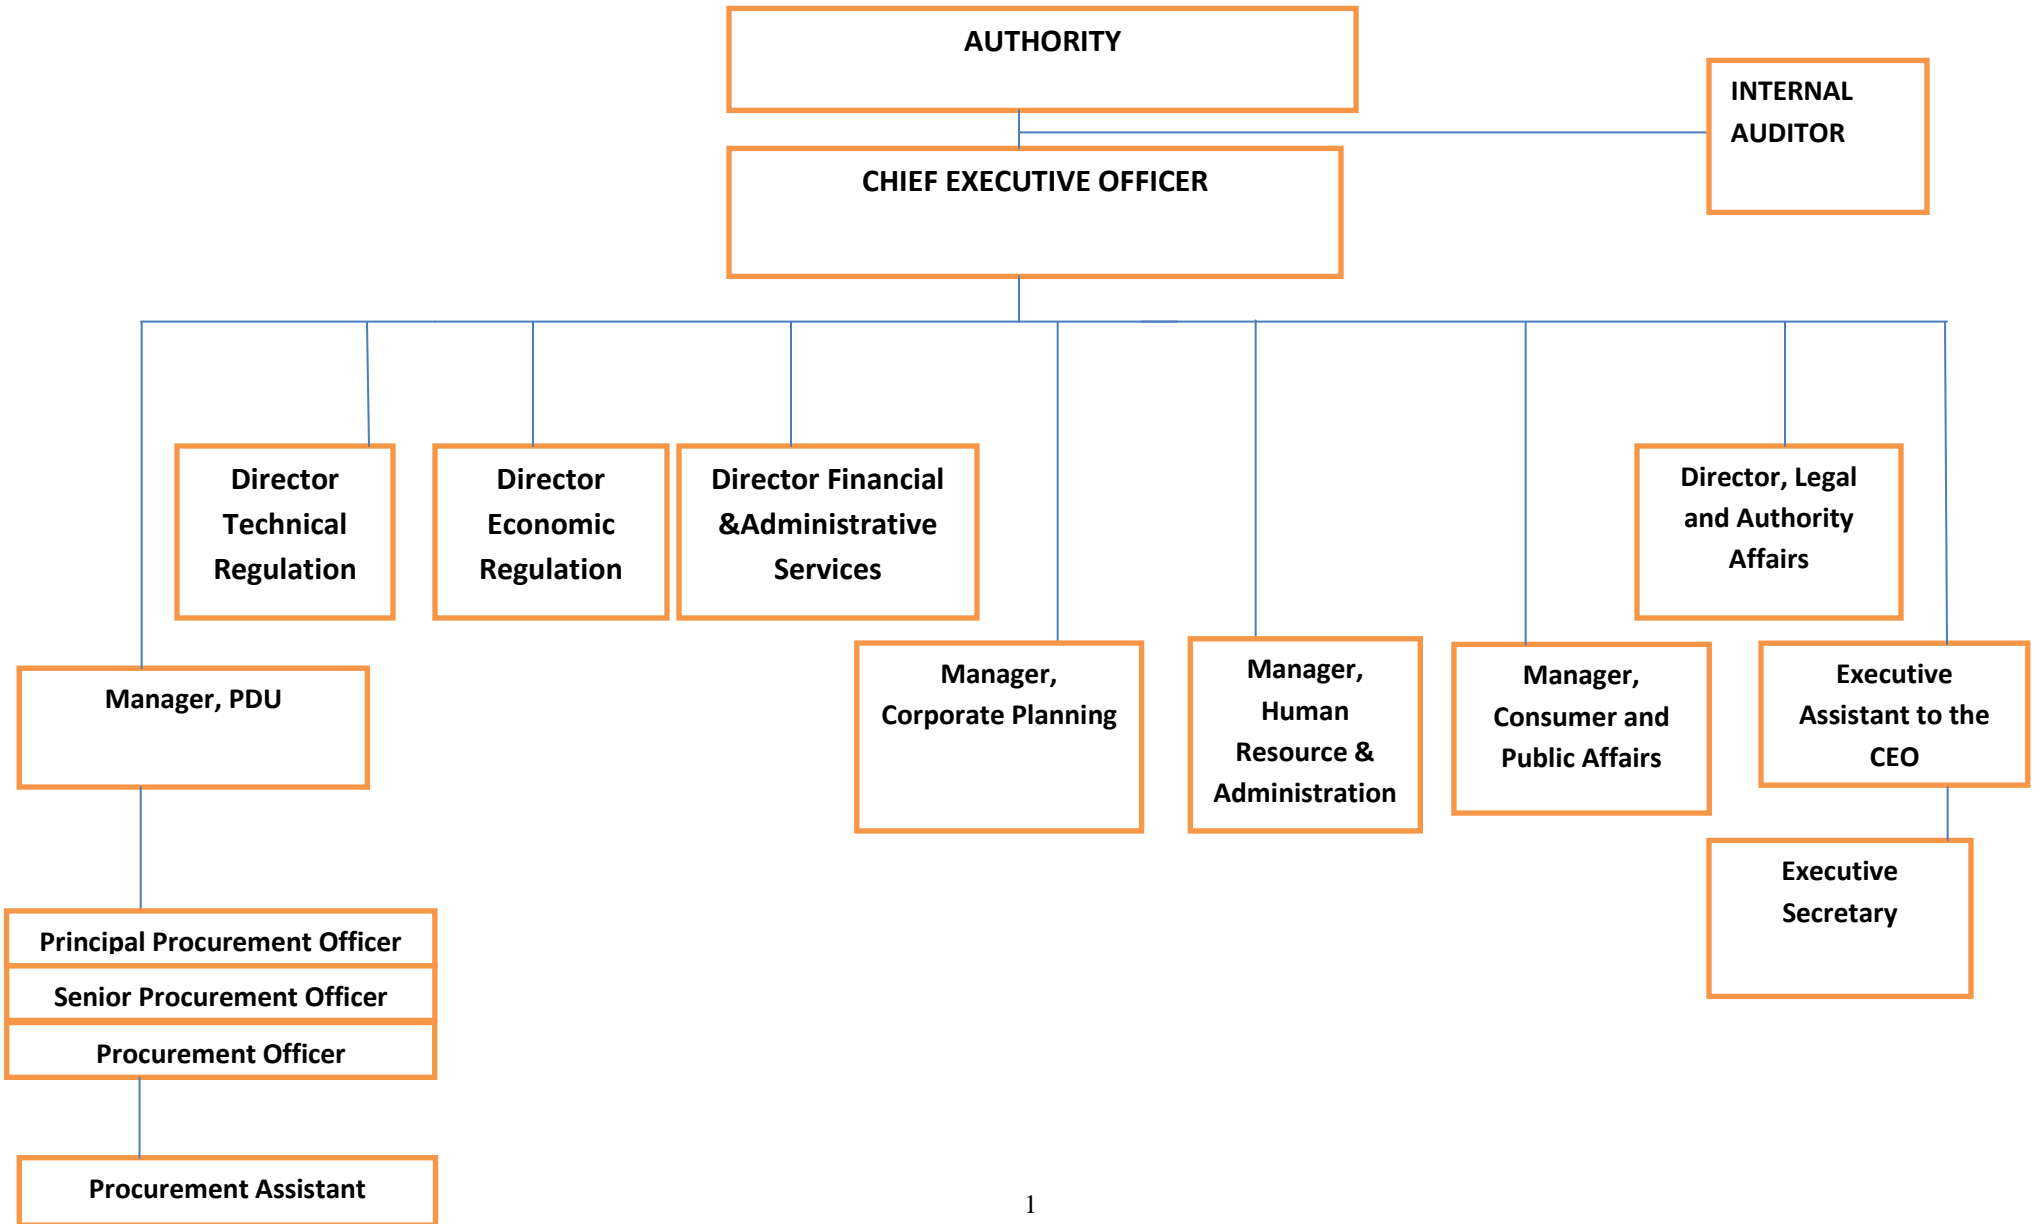 AUTHORITY
INTERNAL
AUDITOR
CHIEF EXECUTIVE OFFICER
Director
Technical
Regulation
Director
Economic
Regulation
Director Financial
&Administrative
Services
Director, Legal
and Authority
Affairs
Manager, PDU
Manager,
Corporate Planning
Manager,
Human
Resource &
Administration
Manager,
Consumer and
Public Affairs
Executive
Assistant to the
CEO
Executive
Secretary
Principal Procurement Officer
Senior Procurement Officer
Procurement Officer
Procurement Assistant
1